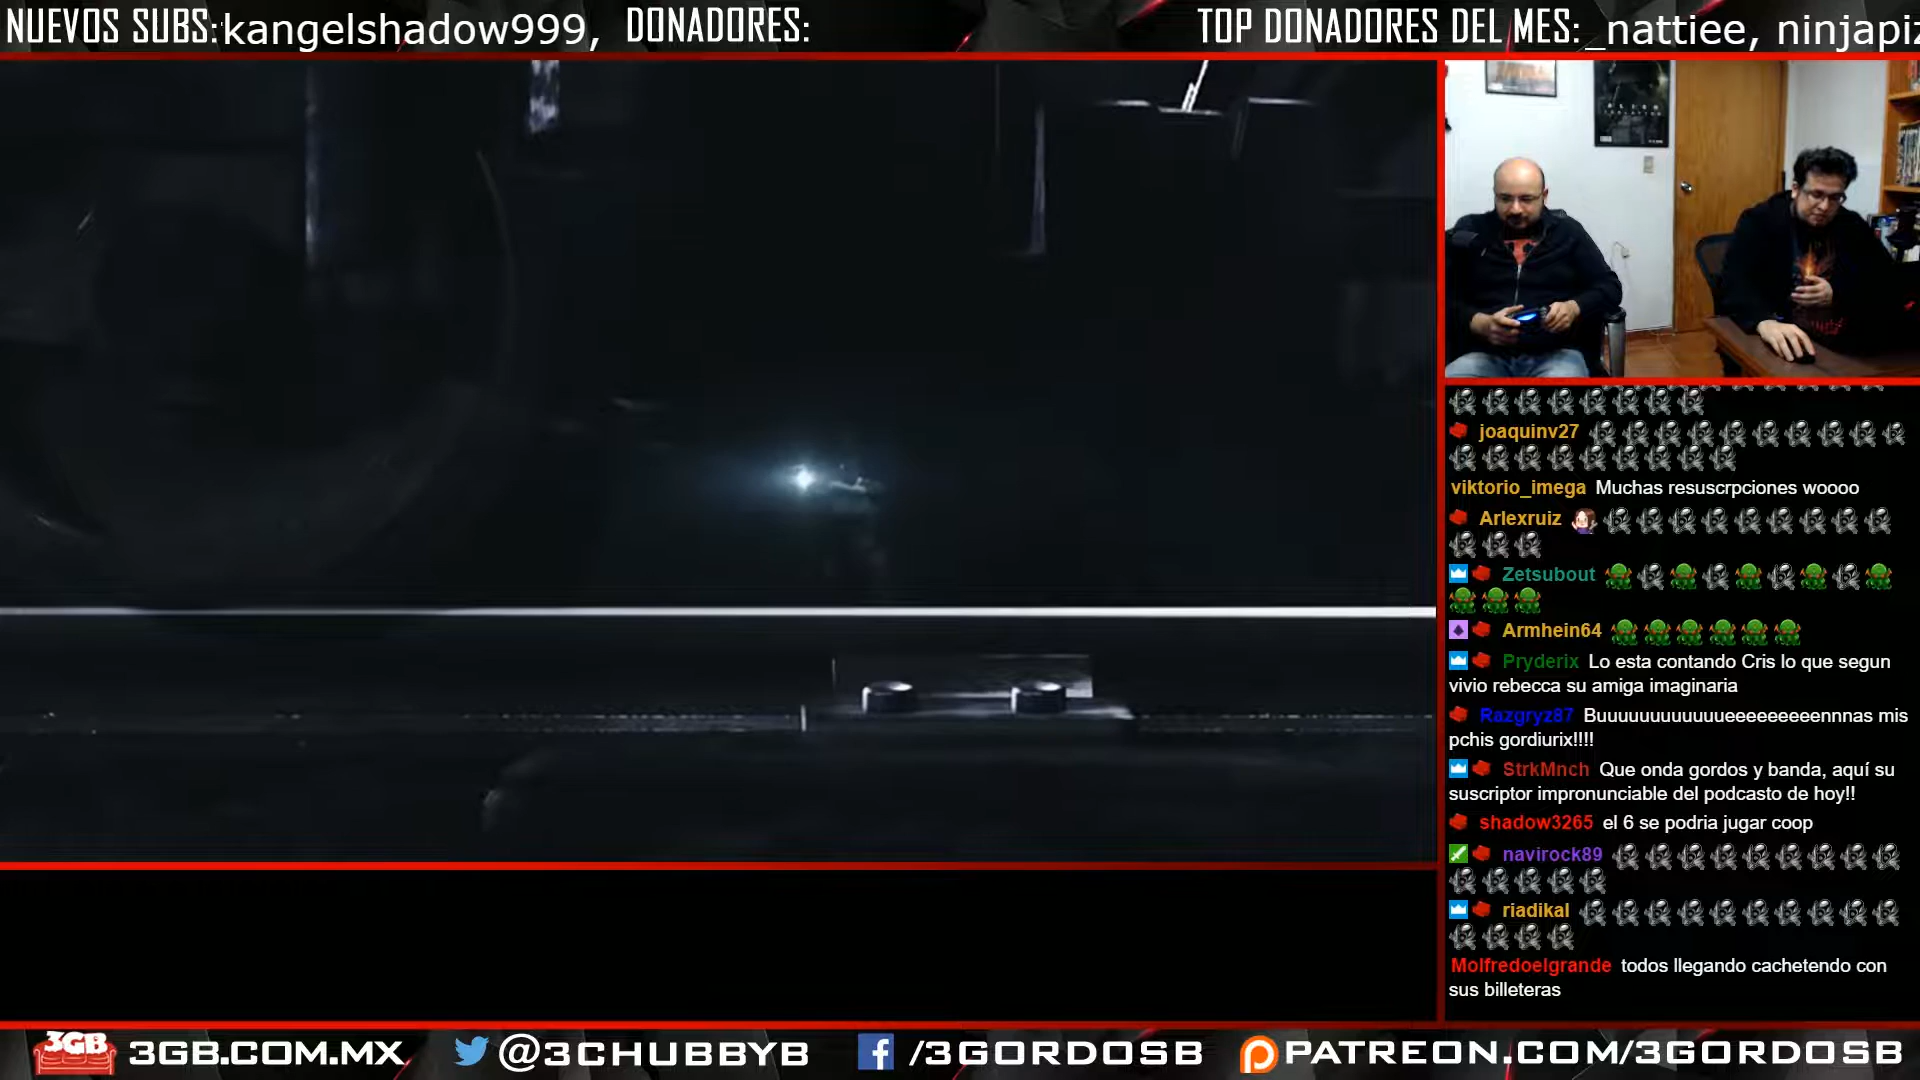 NUEVOS SUBS: kangelshadow999, DONADORES: TOP DONADORES DEL MES: _nattiee, ninjapiz
joaquinv27
viktorio_imega Muchas resuscrpciones woooo
Arlexruiz
Zetsubout
Armhein64
Pryderix Lo esta contando Cris lo que segun
vivio rebecca su amiga imaginaria
Razgryz87 Buuuuuuuuuuuueeeeeeeeennnas mis
pchis gordiurix!!!!
StrkMnch Que onda gordos y banda, aquí su
suscriptor impronunciable del podcasto de hoy!!
shadow3265 el 6 se podria jugar coop
navirock89
riadikal
Molfredoelgrande todos llegando cachetendo con
sus billeteras
3GB 3GB.COM.MX @3CHUBBYB /3GORDOSB PATREON.COM/3GORDOSB